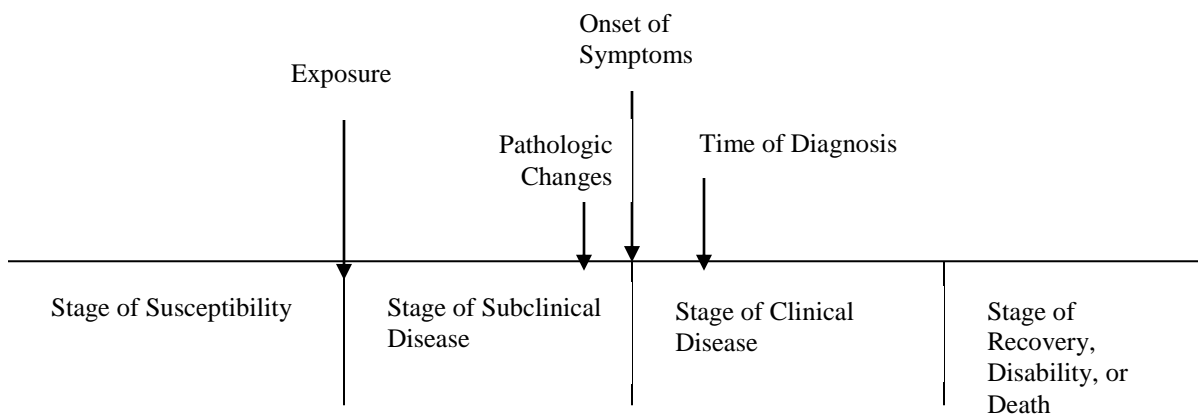 Onset of
Symptoms
Exposure
Pathologic
Changes
Time of Diagnosis
Stage of Susceptibility
Stage of Subclinical
Disease
Stage of Clinical
Disease
Stage of
Recovery,
Disability, or
Death